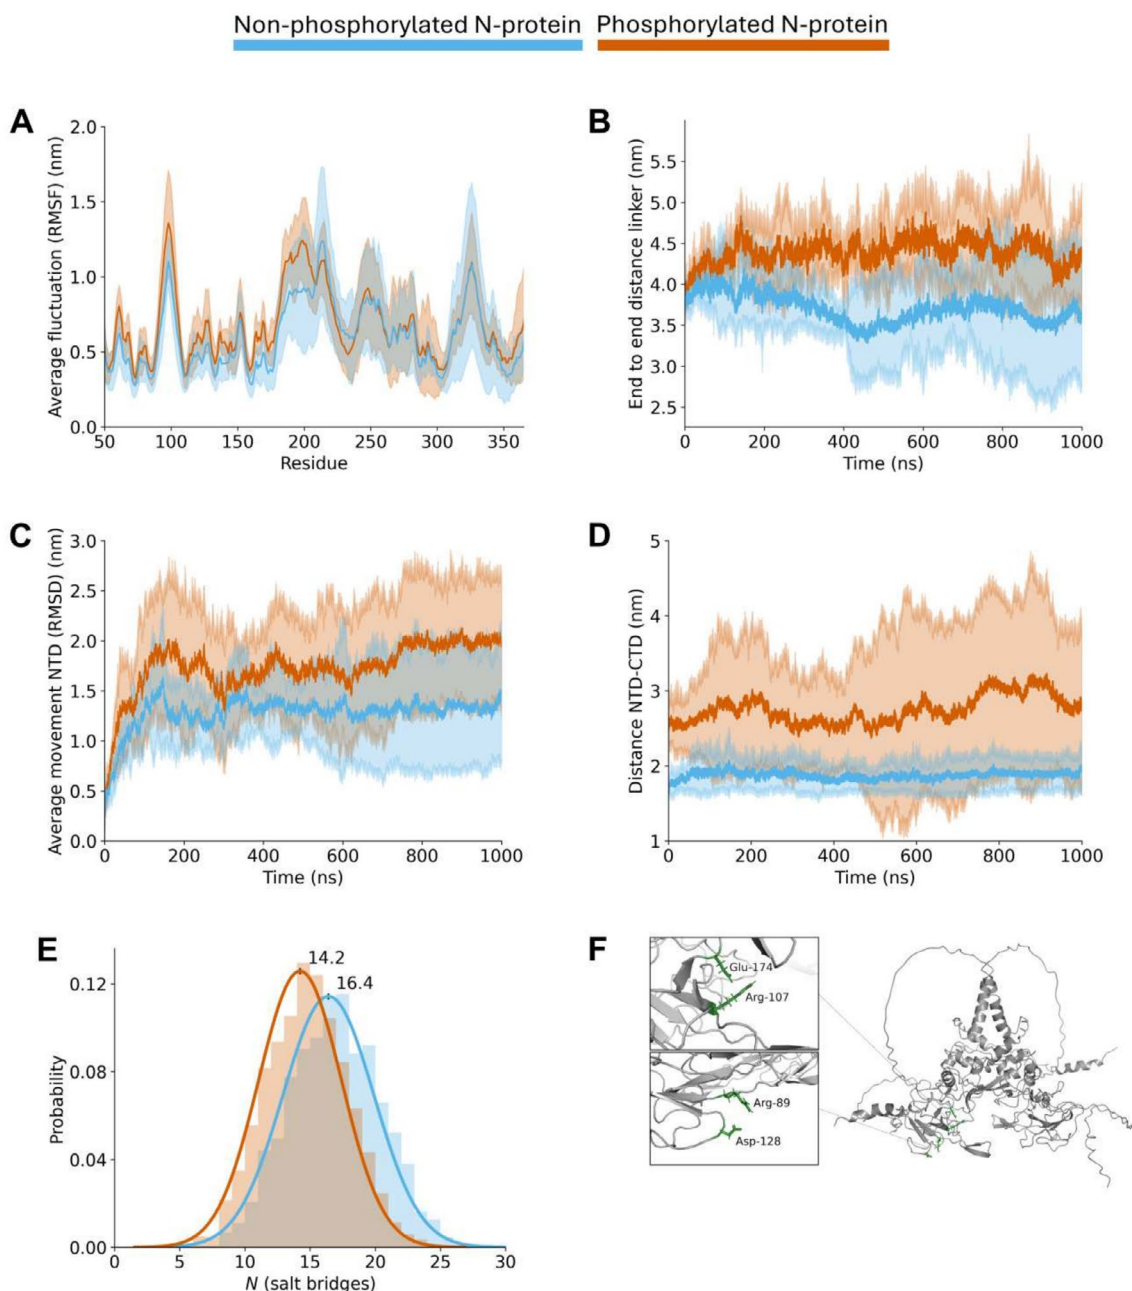 Non-phosphorylated N-protein Phosphorylated N-protein
A
Average fluctuation (RMSF) (nm)
2.0
1.5
1.0
0.5
0.0
50 100 150 200 250 300 350
Residue
B
End to end distance linker (nm)
5.5
5.0
4.5
4.0
3.5
3.0
2.5
0 200 400 600 800 1000
Time (ns)
C
Average movement NTD (RMSD) (nm)
3.0
2.5
2.0
1.5
1.0
0.5
0.0
0 200 400 600 800 1000
Time (ns)
D
Distance NTD-CTD (nm)
5
4
3
2
1
0 200 400 600 800 1000
Time (ns)
E
Probability
0.12
0.08
0.04
0.00
14.2
16.4
0 5 10 15 20 25 30
N (salt bridges)
F
Glu-174
Arg-107
Arg-89
Asp-128